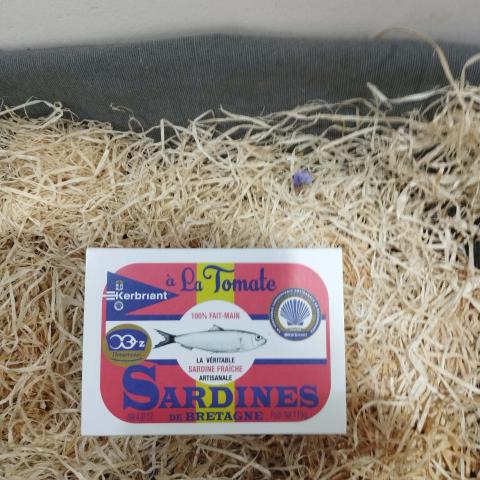 à La Tomate
Kerbriant
100% FAIT-MAIN
LA VÉRITABLE
SARDINE FRAÎCHE
ARTISANALE
SARDINES
DE BRETAGNE